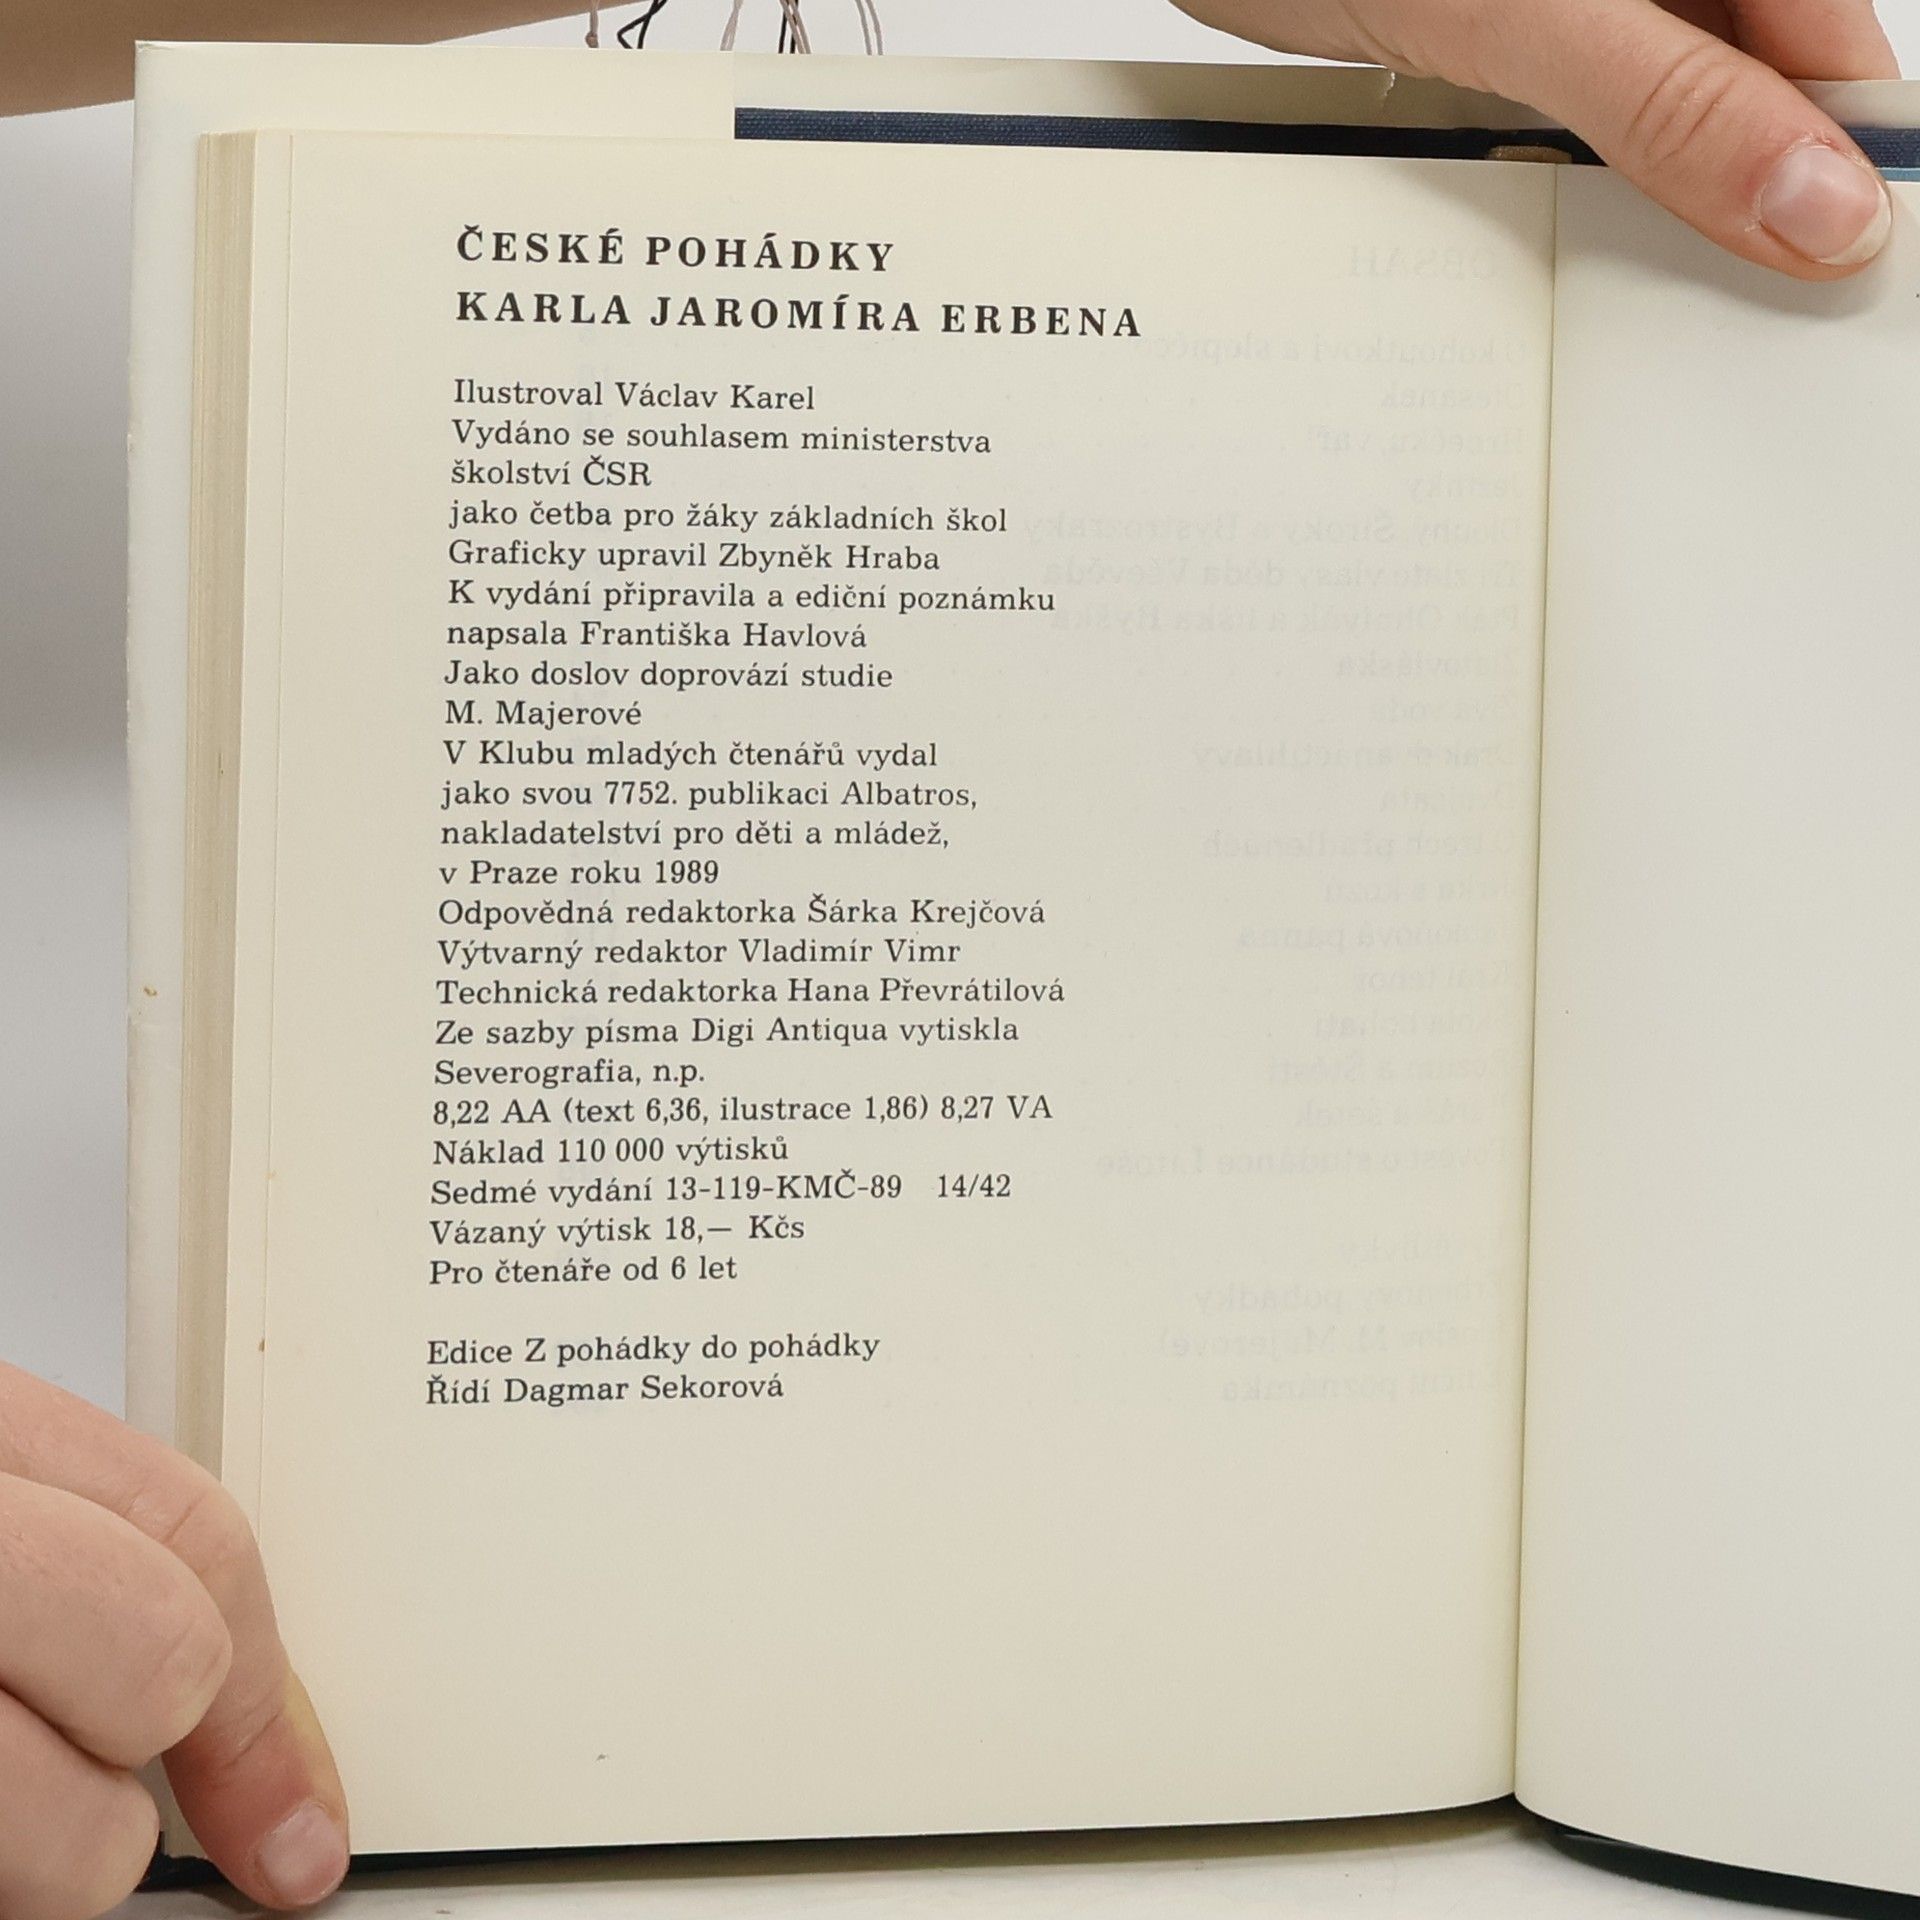 ČESKÉ POHÁDKY
KARLA JAROMÍRA ERBENA
Ilustroval Václav Karel
Vydáno se souhlasem ministerstva
školství ČSR
jako četba pro žáky základních škol
Graficky upravil Zbyněk Hraba
K vydání připravila a ediční poznámku
napsala Františka Havlová
Jako doslov doprovází studie
M. Majerové
V Klubu mladých čtenářů vydal
jako svou 7752. publikaci Albatros,
nakladatelství pro děti a mládež,
v Praze roku 1989
Odpovědná redaktorka Šárka Krejčová
Výtvarný redaktor Vladimír Vimr
Technická redaktorka Hana Převrátilová
Ze sazby písma Digi Antiqua vytiskla
Severografia, n.p.
8,22 AA (text 6,36, ilustrace 1,86) 8,27 VA
Náklad 110 000 výtisků
Sedmé vydání 13-119-KMČ-89 14/42
Vázaný výtisk 18,— Kčs
Pro čtenáře od 6 let
Edice Z pohádky do pohádky
Řídí Dagmar Sekorová